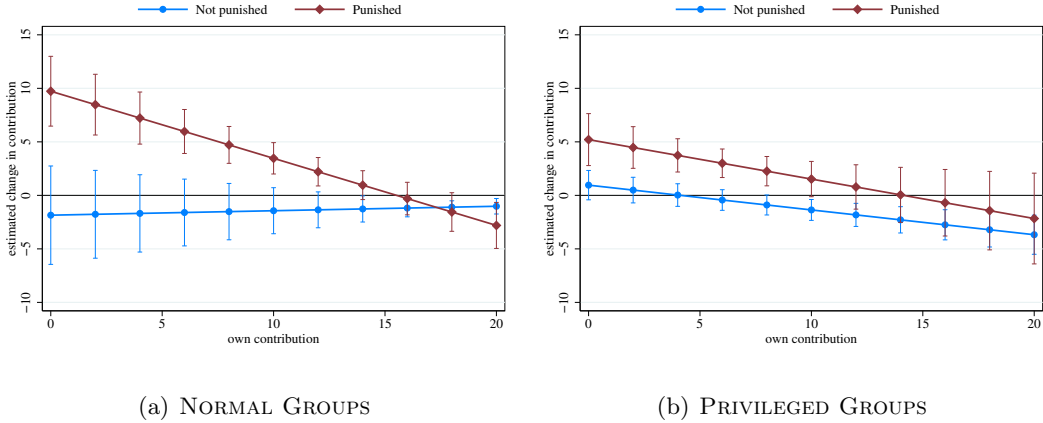 Not punished Punished
15
10
5
0
−5
−10
estimated change in contribution
0 5 10 15 20
own contribution
(a) Normal Groups
Not punished Punished
15
10
5
0
−5
−10
estimated change in contribution
0 5 10 15 20
own contribution
(b) Privileged Groups